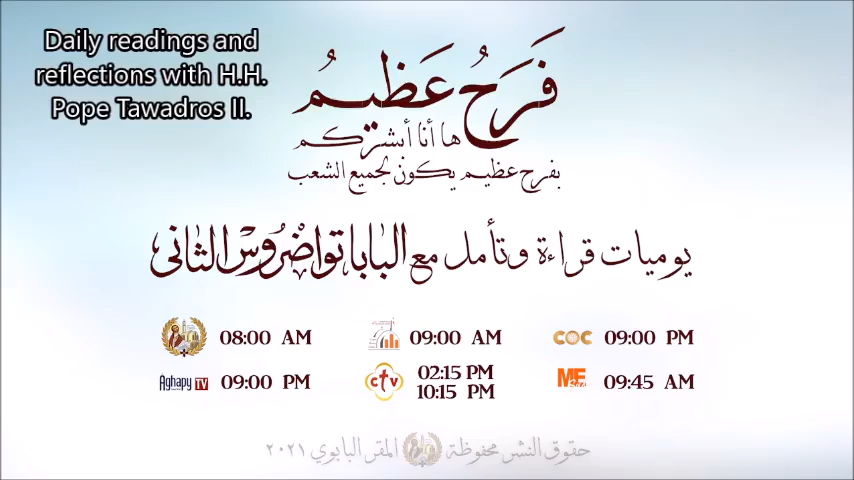 Daily readings and
reflections with H.H.
Pope Tawadros II.
فَرَحٌ عَظِيمٌ
ها أنا أبشركم
بفرح عظيم يكون لجميع الشعب
يوميات قراءة وتأمل مع البابا تواضروس الثانى
08:00 AM
09:00 AM
COC 09:00 PM
Aghapy TV 09:00 PM
ctv 02:15 PM
10:15 PM
ME Sat 09:45 AM
حقوق النشر محفوظة المقر البابوي ٢٠٢١